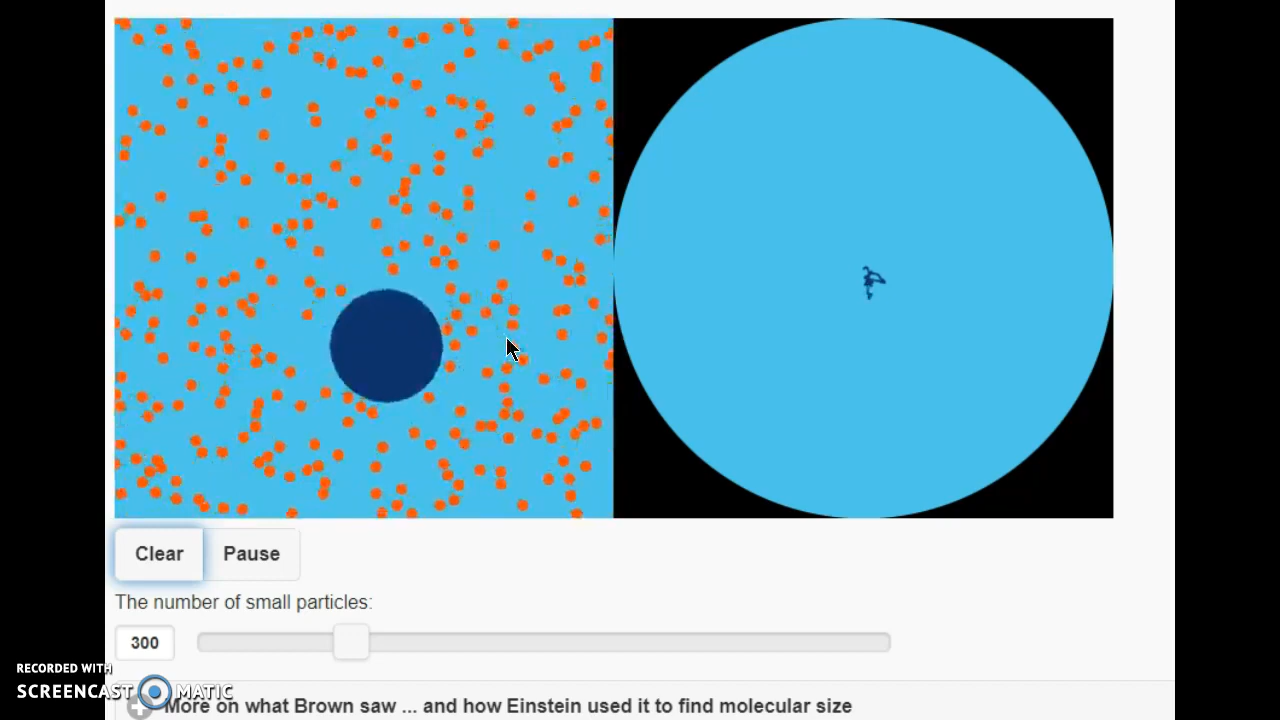 Clear
Pause
The number of small particles:
300
RECORDED WITH
SCREENCAST MATIC
More on what Brown saw ... and how Einstein used it to find molecular size